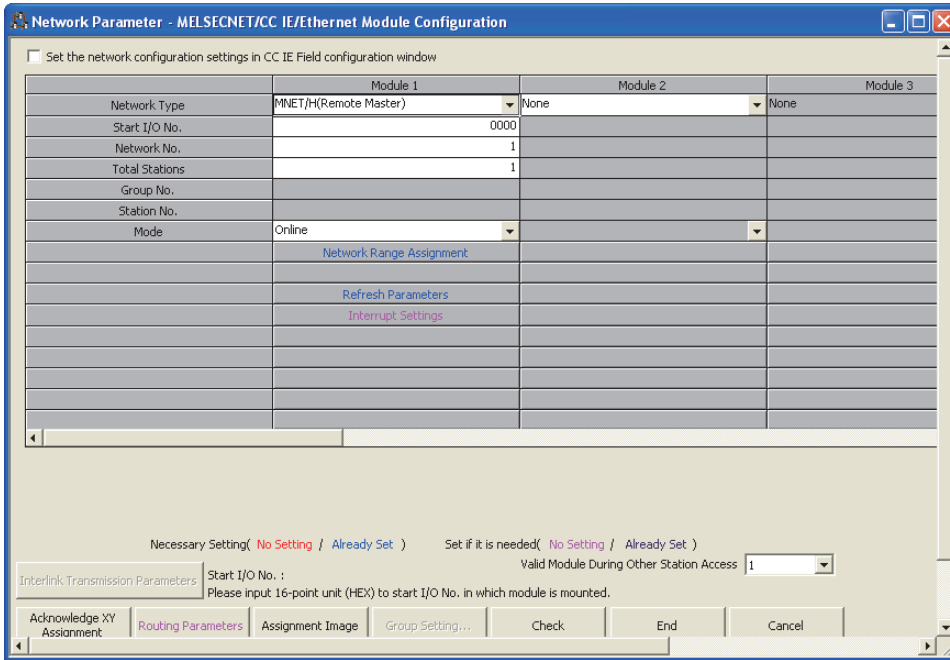 Network Parameter - MELSECNET/CC IE/Ethernet Module Configuration
Set the network configuration settings in CC IE Field configuration window
Module 1 Module 2 Module 3
Network Type MNET/H(Remote Master) None None
Start I/O No. 0000
Network No. 1
Total Stations 1
Group No.
Station No.
Mode Online
Network Range Assignment
Refresh Parameters
Interrupt Settings
Necessary Setting( No Setting / Already Set ) Set if it is needed( No Setting / Already Set )
Valid Module During Other Station Access 1
Interlink Transmission Parameters
Start I/O No. :
Please input 16-point unit (HEX) to start I/O No. in which module is mounted.
Acknowledge XY
Assignment
Routing Parameters Assignment Image Group Setting... Check End Cancel